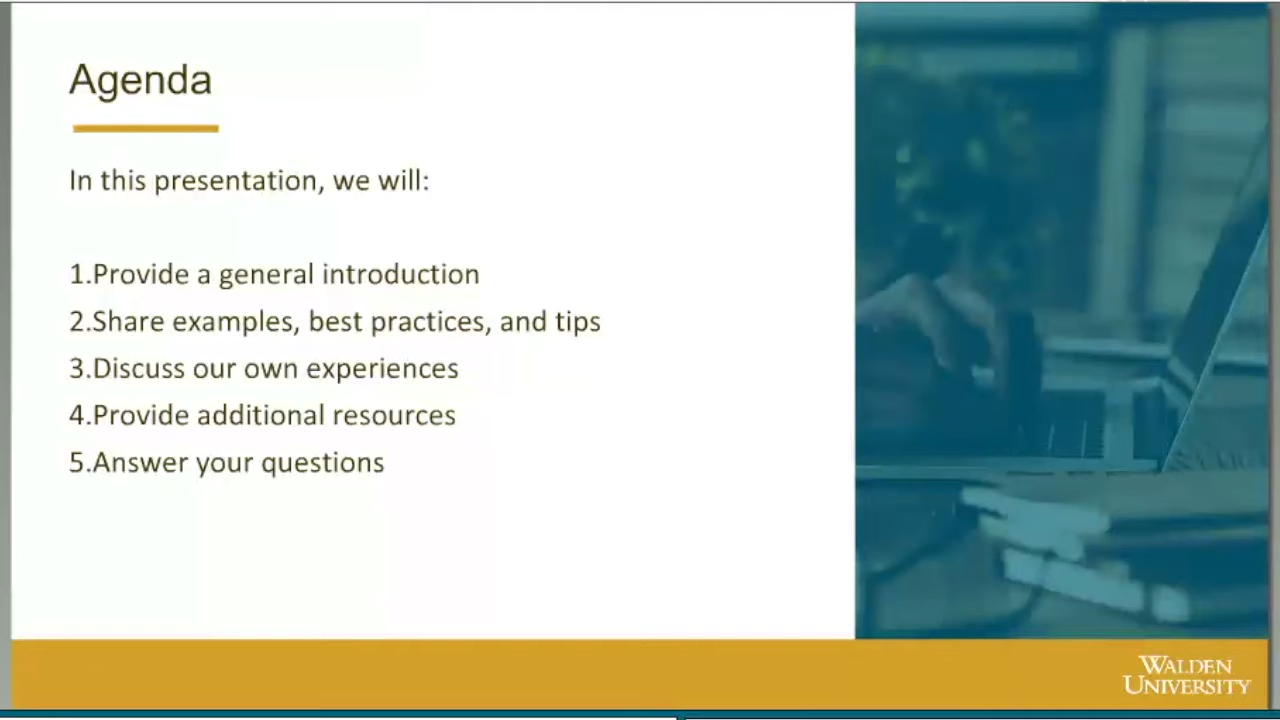 Agenda
In this presentation, we will:
1.Provide a general introduction
2.Share examples, best practices, and tips
3.Discuss our own experiences
4.Provide additional resources
5.Answer your questions
WALDEN
UNIVERSITY